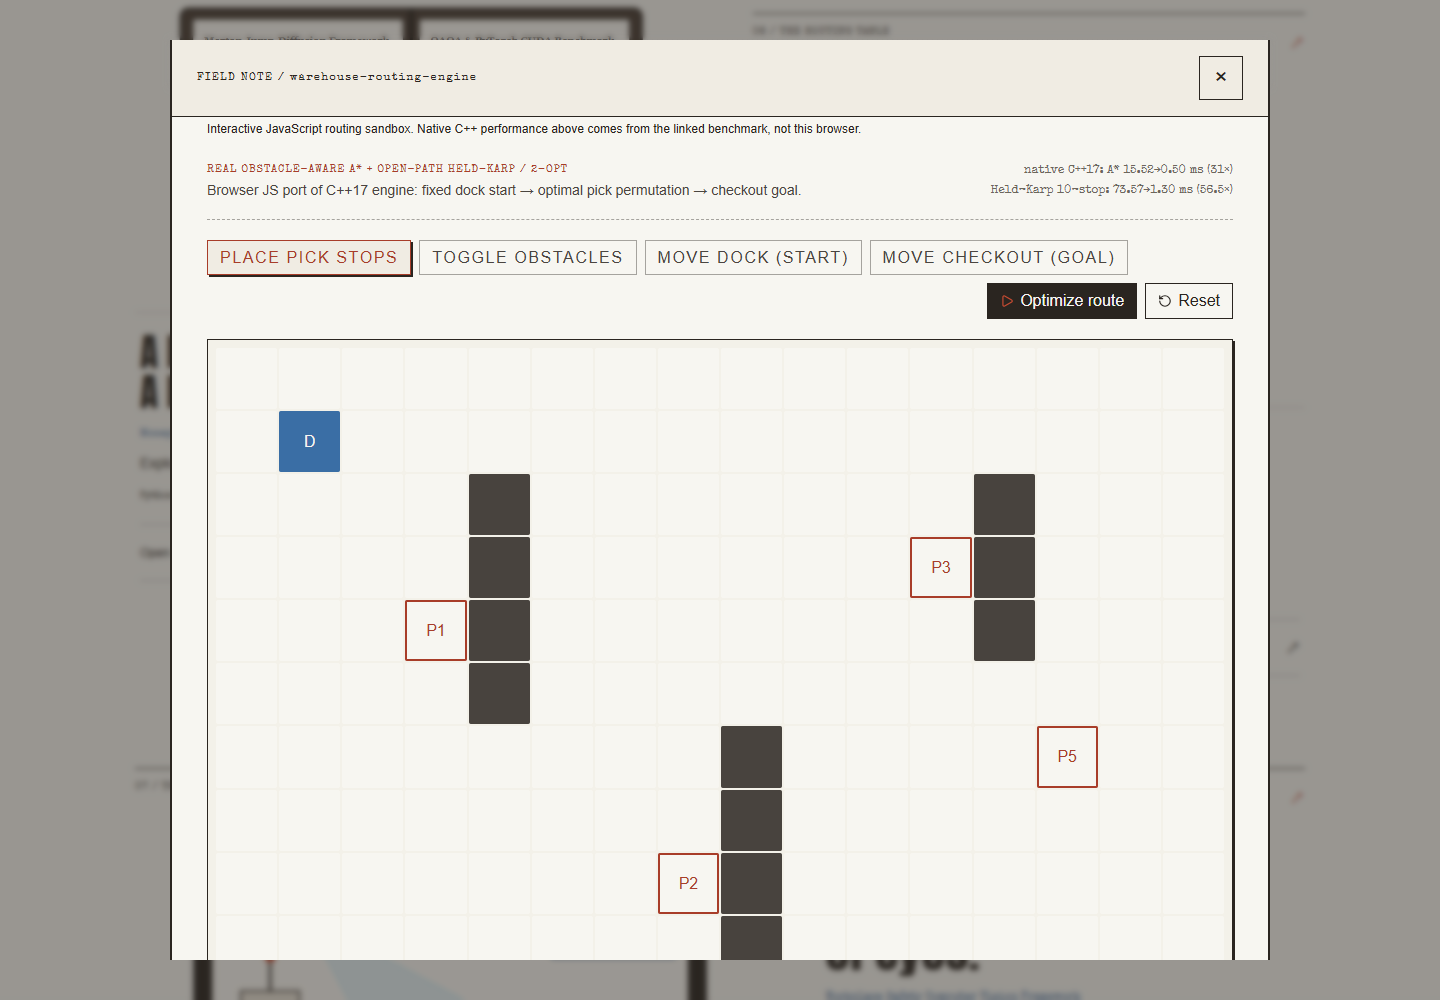 FIELD NOTE / warehouse-routing-engine
×
Interactive JavaScript routing sandbox. Native C++ performance above comes from the linked benchmark, not this browser.
REAL OBSTACLE-AWARE A* + OPEN-PATH HELD-KARP / 2-OPT
Browser JS port of C++17 engine: fixed dock start → optimal pick permutation → checkout goal.
native C++17: A* 15.52→0.50 ms (31×)
Held-Karp 10-stop: 73.57→1.30 ms (56.5×)
PLACE PICK STOPS
TOGGLE OBSTACLES
MOVE DOCK (START)
MOVE CHECKOUT (GOAL)
Optimize route
Reset
D
P3
P1
P5
P2